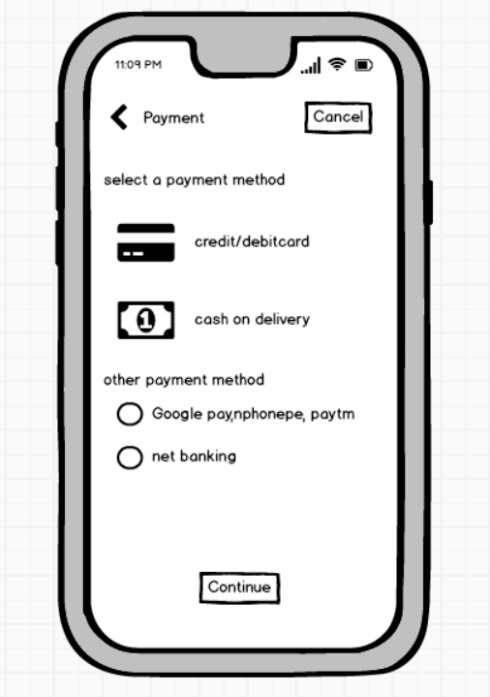 11:09 PM
Payment
Cancel
select a payment method
credit/debitcard
1
cash on delivery
other payment method
Google pay,nphonepe, paytm
net banking
Continue